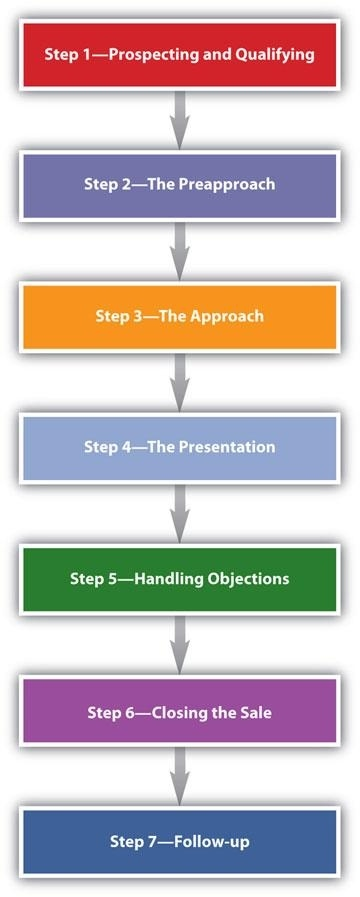 Step 1—Prospecting and Qualifying
Step 2—The Preapproach
Step 3—The Approach
Step 4—The Presentation
Step 5—Handling Objections
Step 6—Closing the Sale
Step 7—Follow-up